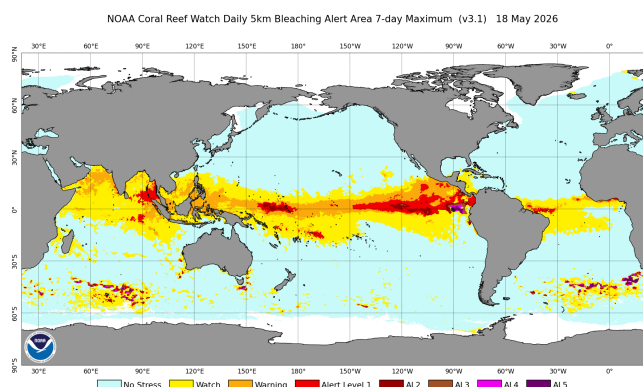 NOAA Coral Reef Watch Daily 5km Bleaching Alert Area 7-day Maximum (v3.1) 18 May 2026
30°E 60°E 90°E 120°E 150°E 180° 150°W 120°W 90°W 60°W 30°W 0°
90°N
60°N
30°N
0°
30°S
60°S
90°S
NOAA
30°E 60°E 90°E 120°E 150°E 180° 150°W 120°W 90°W 60°W 30°W 0°
No Stress Watch Warning Alert Level 1 AL2 AL3 AL4 AL5